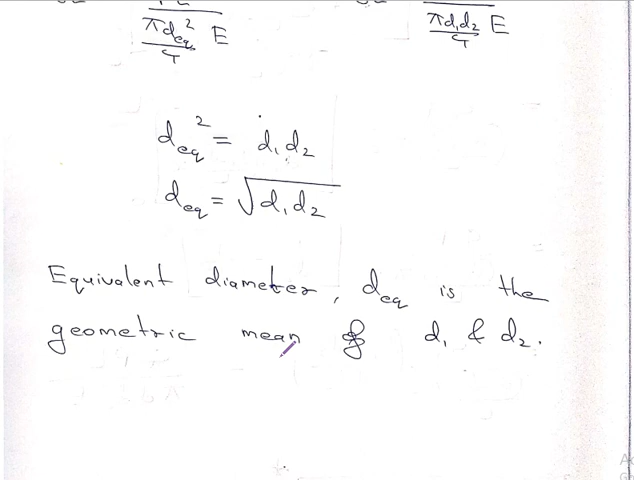 πd_eq² / 4 E    πd₁d₂ / 4 E
d_eq² = d₁d₂
d_eq = √d₁d₂
Equivalent diameter, d_eq is the
geometric mean of d₁ & d₂.